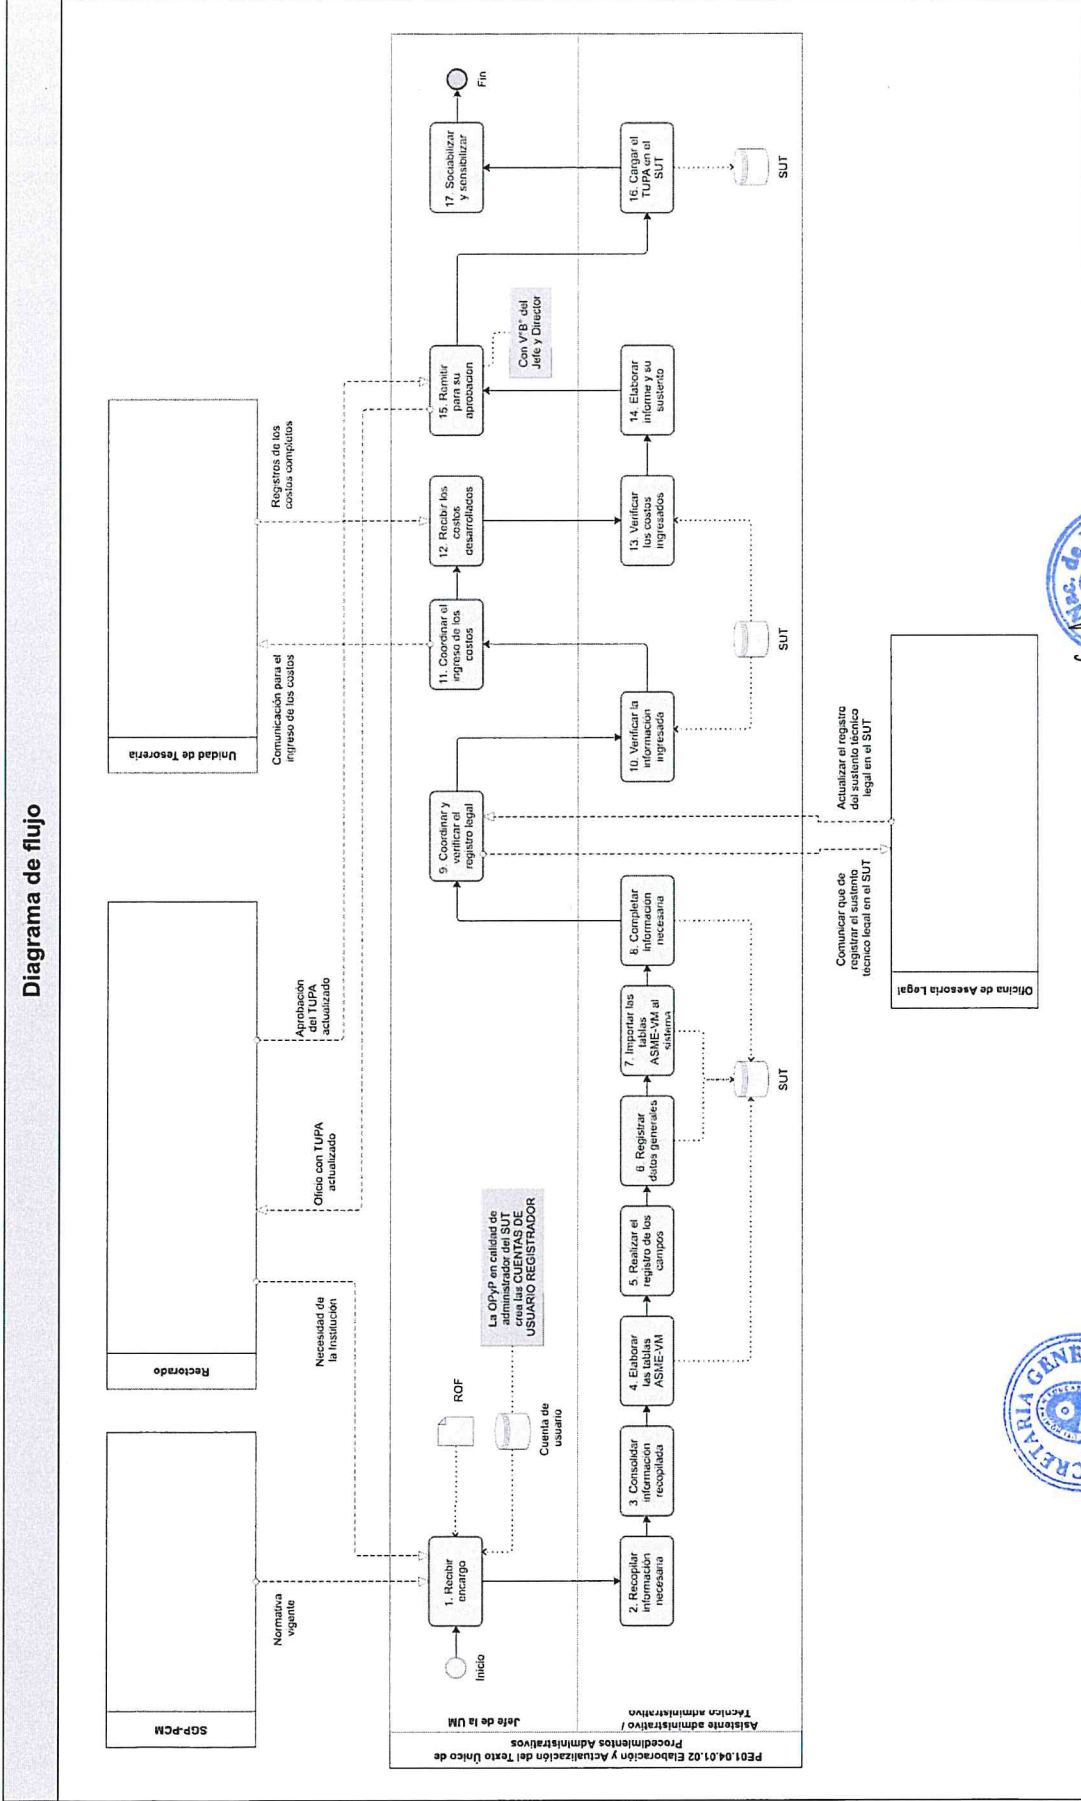 Diagrama de flujo
SGP-PCM
Rectorado
Unidad de Tesorería
Normativa
vigente
Necesidad de
la Institución
Oficio con TUPA
actualizado
Aprobación
del TUPA
actualizado
Comunicación para el
ingreso de los costos
Registros de los
costos completos
PE01.04.01.02 Elaboración y Actualización del Texto Único de
Procedimientos Administrativos
Jefe de la UM
Inicio
1. Recibir
encargo
ROF
Cuenta de
usuario
La OPyP en calidad de
administrador del SUT
crea las CUENTAS DE
USUARIO REGISTRADOR
9. Coordinar y
verificar el
registro legal
11. Coordinar el
ingreso de los
costos
12. Recibir los
costos
desarrollados
15. Remitir
para su
aprobacion
Con V°B° del
Jefe y Director
17. Sociabilizar
y sensibilizar
Fin
Asistente administrativo /
Técnico administrativo
2. Recopilar
información
necesaria
3. Consolidar
información
recopilada
4. Elaborar
las tablas
ASME-VM
5. Realizar el
registro de los
campos
6. Registrar
datos generales
7. Importar las
tablas
ASME-VM al
sistema
8. Completar
información
necesaria
10. Verificar la
información
ingresada
13. Verificar
los costos
ingresados
14. Elaborar
informe y su
sustento
16. Cargar el
TUPA en el
SUT
SUT
SUT
SUT
Comunicar que de
registrar el sustento
técnico legal en el SUT
Actualizar el registro
del sustento técnico
legal en el SUT
Oficina de Asesoría Legal